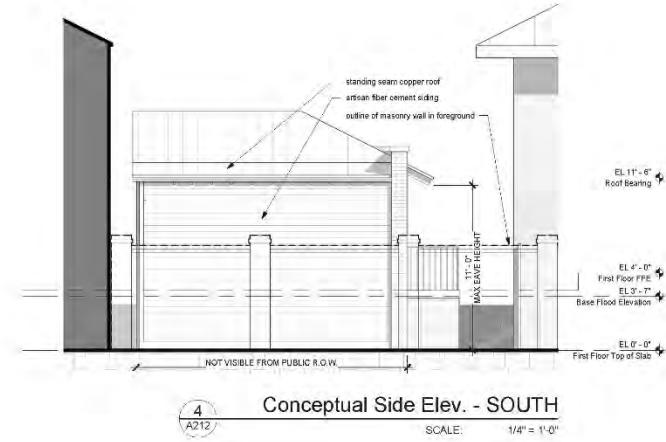 standing seam copper roof
artisan fiber cement siding
outline of masonry wall in foreground
EL 11' - 6"
Roof Bearing
11' - 0"
MAX EAVE HEIGHT
EL 4' - 0"
First Floor FFE
EL 3' - 7"
Base Flood Elevation
EL 0' - 0"
First Floor Top of Slab
NOT VISIBLE FROM PUBLIC R.O.W.
4
A212
Conceptual Side Elev. - SOUTH
SCALE: 1/4" = 1'-0"